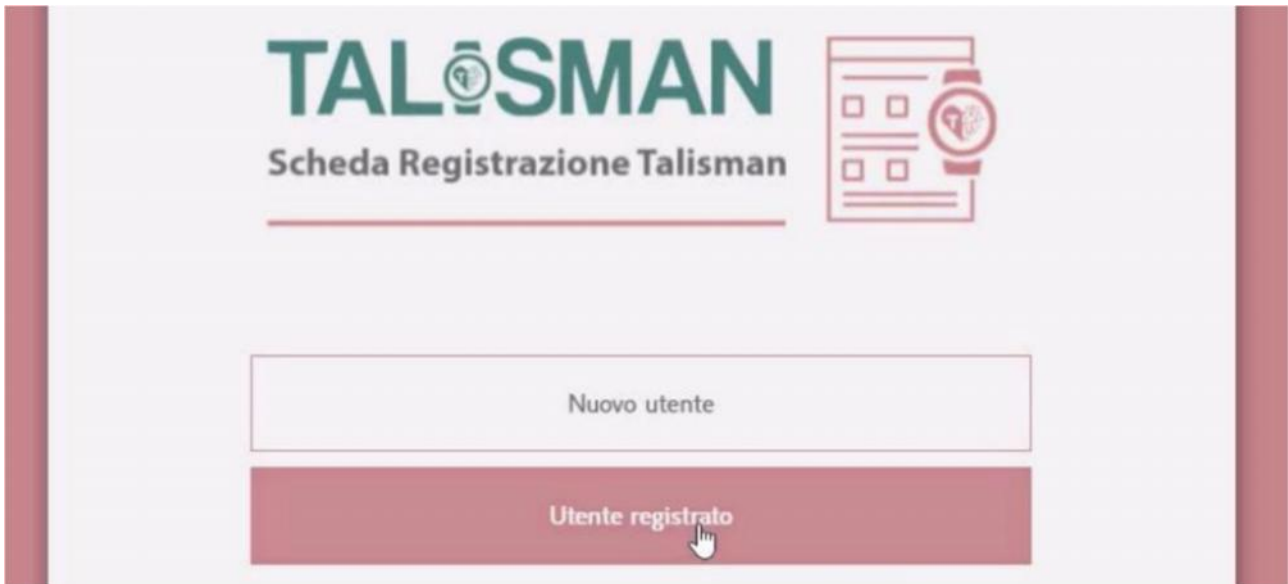 TALISMAN
Scheda Registrazione Talisman
Nuovo utente
Utente registrato